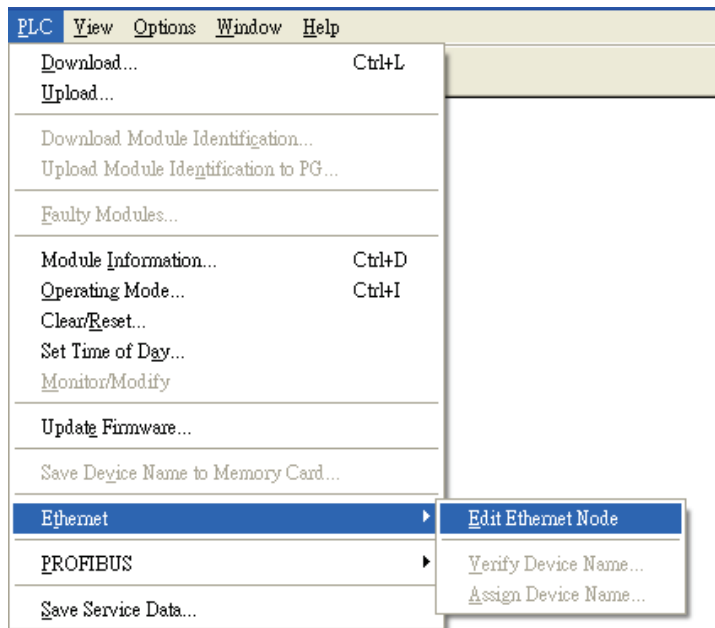 PLC View Options Window Help
Download... Ctrl+L
Upload...
Download Module Identification...
Upload Module Identification to PG...
Faulty Modules...
Module Information... Ctrl+D
Operating Mode... Ctrl+I
Clear/Reset...
Set Time of Day...
Monitor/Modify
Update Firmware...
Save Device Name to Memory Card...
Ethernet
Edit Ethernet Node
PROFIBUS
Verify Device Name...
Assign Device Name...
Save Service Data...